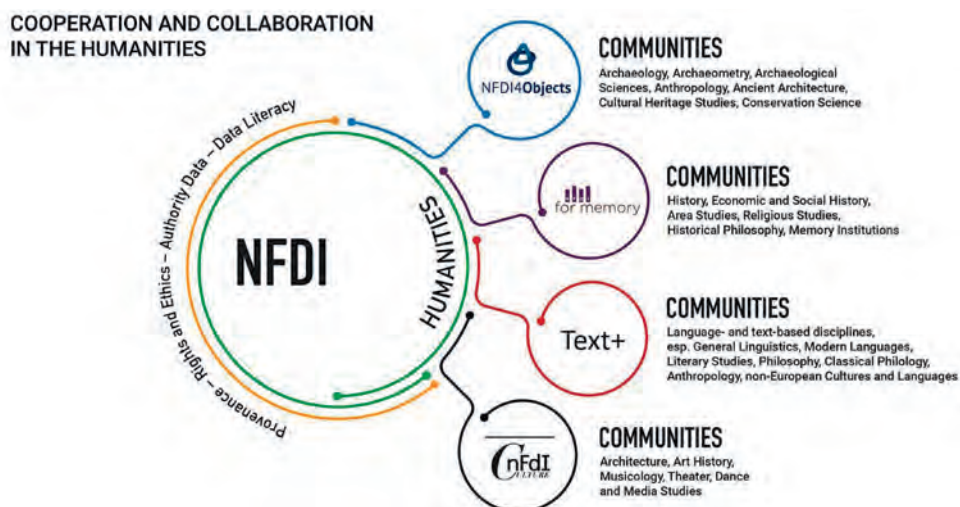 COOPERATION AND COLLABORATION
IN THE HUMANITIES
Provenance – Rights and Ethics – Authority Data – Data Literacy
NFDI
HUMANITIES
NFDI4Objects
COMMUNITIES
Archaeology, Archaeometry, Archaeological
Sciences, Anthropology, Ancient Architecture,
Cultural Heritage Studies, Conservation Science
for memory
COMMUNITIES
History, Economic and Social History,
Area Studies, Religious Studies,
Historical Philosophy, Memory Institutions
Text+
COMMUNITIES
Language- and text-based disciplines,
esp. General Linguistics, Modern Languages,
Literary Studies, Philosophy, Classical Philology,
Anthropology, non-European Cultures and Languages
nFdI
CULTURE
COMMUNITIES
Architecture, Art History,
Musicology, Theater, Dance
and Media Studies